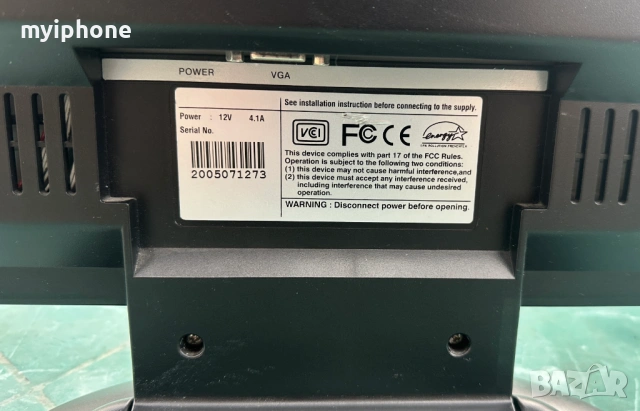 myiphone
POWER VGA
Power : 12V 4.1A
Serial No.
2005071273
See installation instruction before connecting to the supply.
VCI FC CE energy
This device complies with part 17 of the FCC Rules.
Operation is subject to the following two conditions:
(1) this device may not cause harmful interference,and
(2) this device must accept any interference received,
including interference that may cause undesired
operation.
WARNING : Disconnect power before opening.
BAZAR